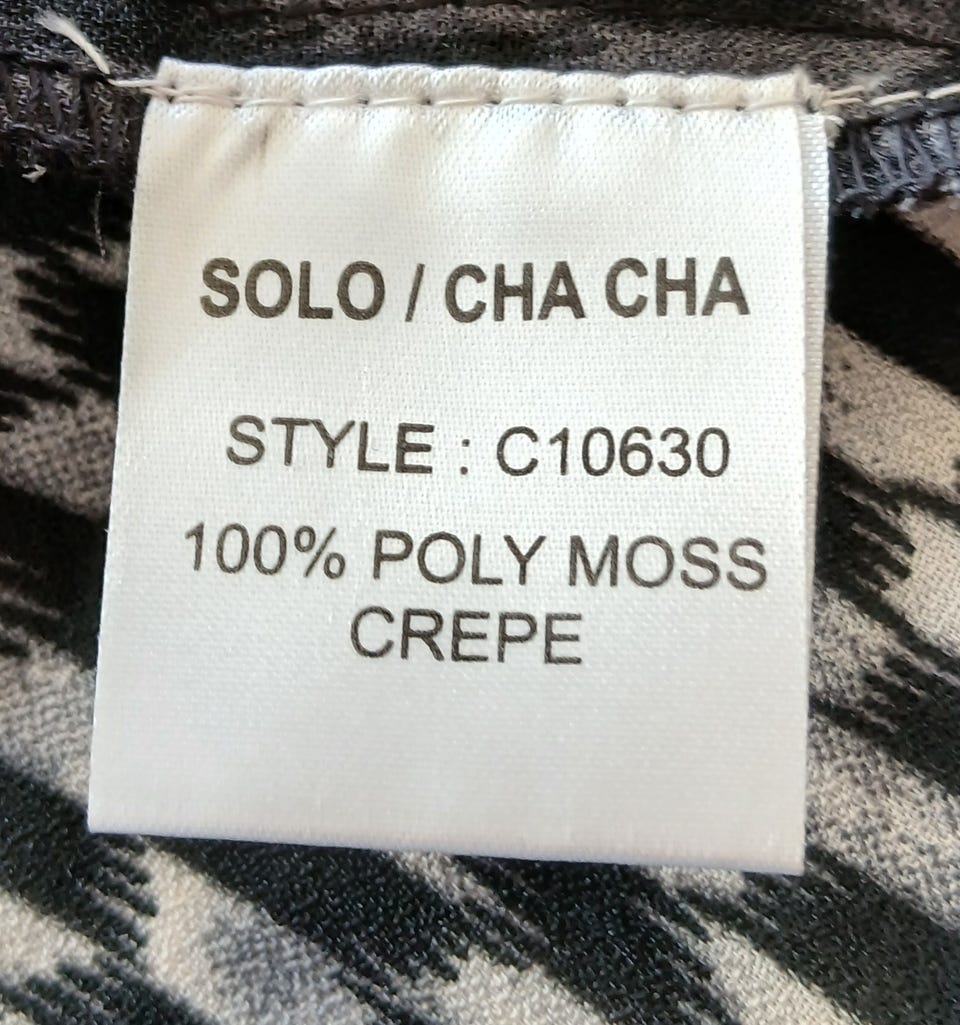 SOLO / CHA CHA
STYLE : C10630
100% POLY MOSS
CREPE